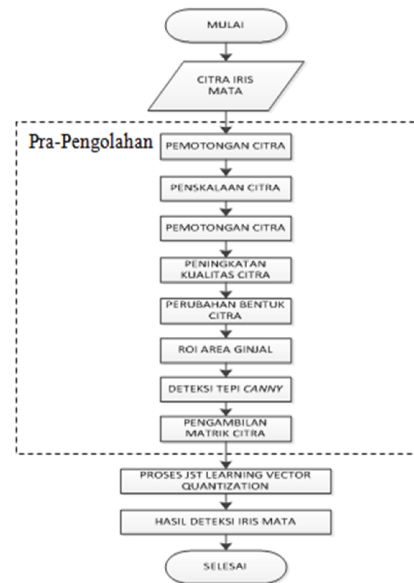 MULAI
CITRA IRIS
MATA
Pra-Pengolahan
PEMOTONGAN CITRA
PENSKALAAN CITRA
PEMOTONGAN CITRA
PENINGKATAN
KUALITAS CITRA
PERUBAHAN BENTUK
CITRA
ROI AREA GINJAL
DETEKSI TEPI CANNY
PENGAMBILAN
MATRIK CITRA
PROSES JST LEARNING VECTOR
QUANTIZATION
HASIL DETEKSI IRIS MATA
SELESAI